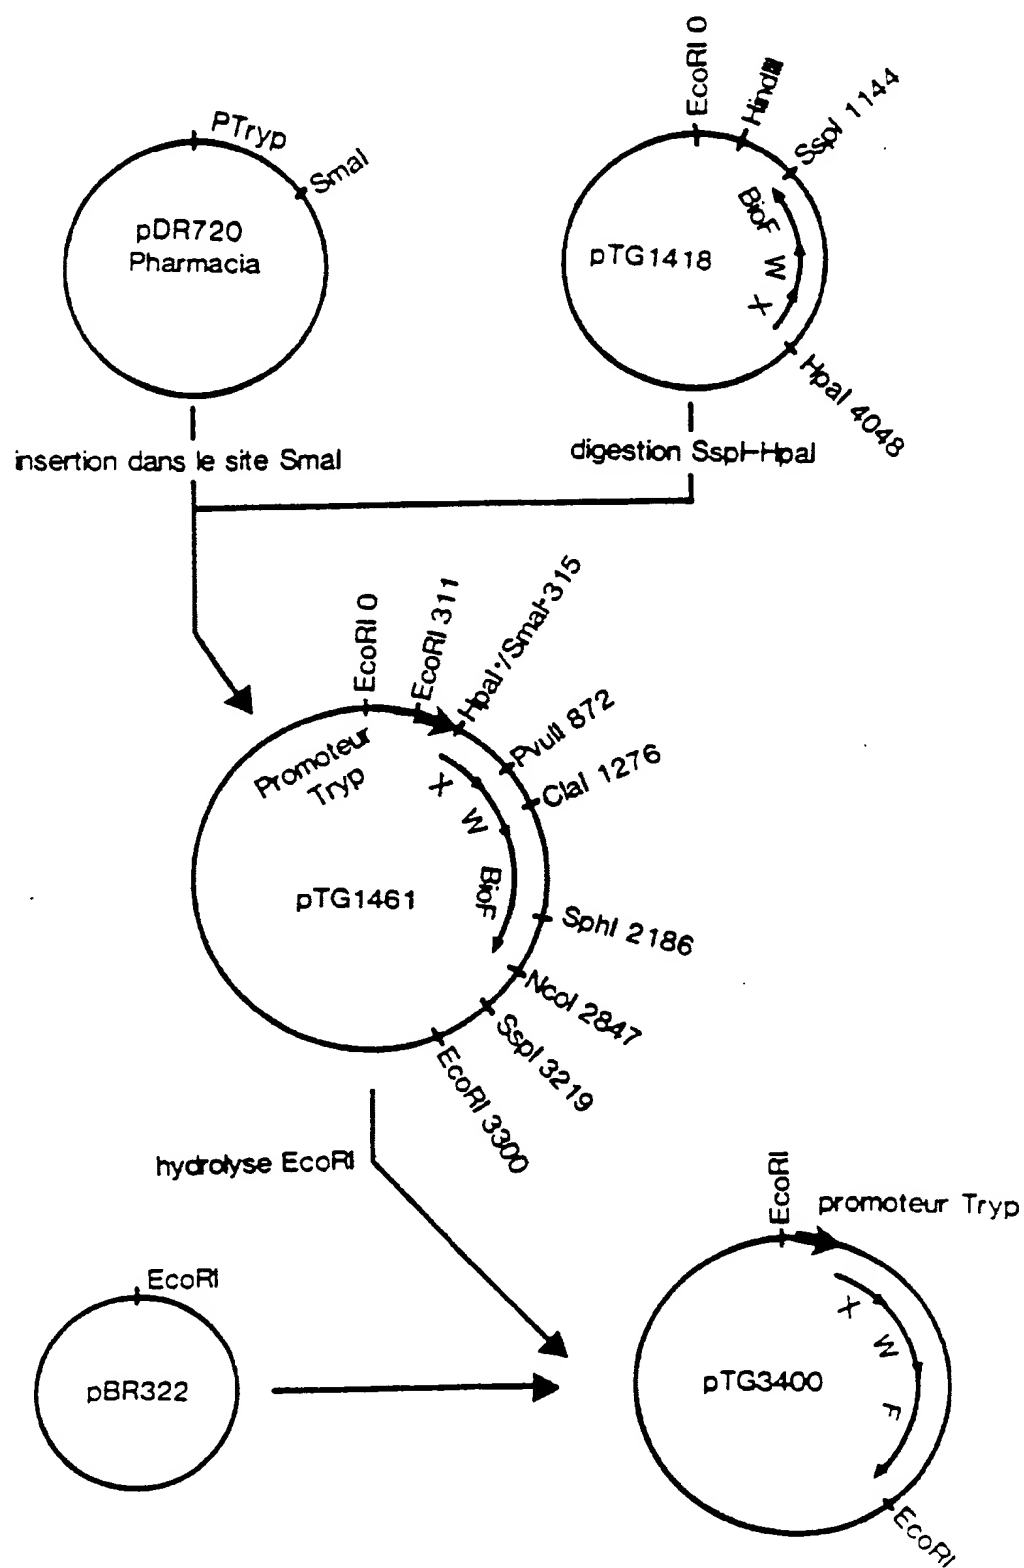 PTryp
SmaI
pDR720
Pharmacia
EcoRI 0
HindIII
SspI 1144
BioF
W
X
pTG1418
HpaI 4048
insertion dans le site SmaI
digestion SspI-HpaI
EcoRI 0
EcoRI 311
HpaI*/SmaI*315
PvuII 872
ClaI 1276
Promoteur
Tryp
X
W
BioF
pTG1461
SphI 2186
NcoI 2847
SspI 3219
EcoRI 3300
hydrolyse EcoRI
EcoRI
promoteur Tryp
EcoRI
pBR322
X
W
F
pTG3400
EcoRI